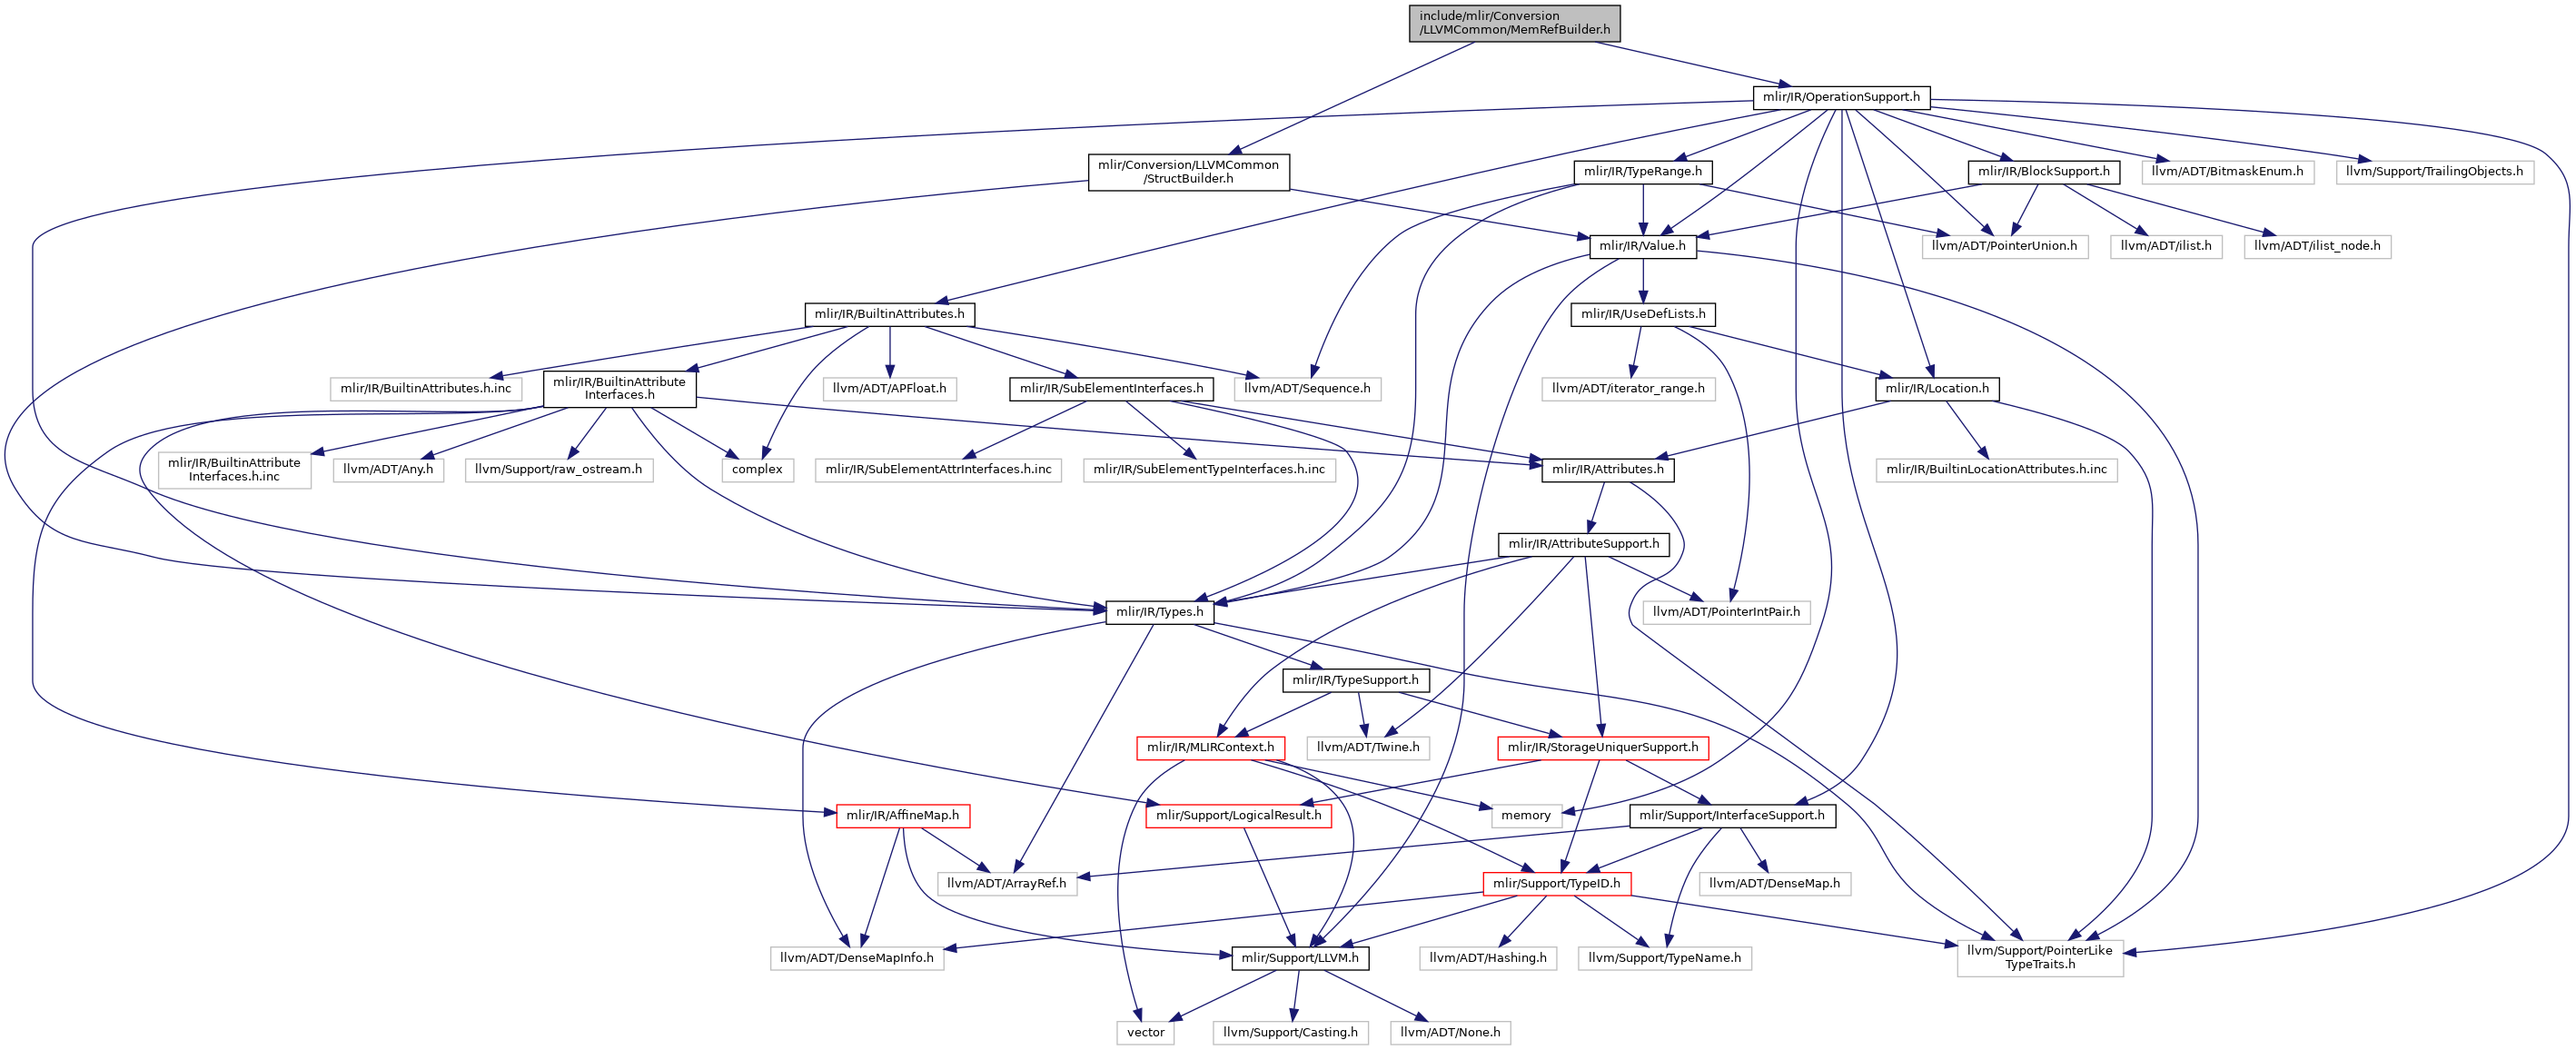 include/mlir/Conversion
/LLVMCommon/MemRefBuilder.h
mlir/IR/OperationSupport.h
mlir/Conversion/LLVMCommon
/StructBuilder.h
mlir/IR/TypeRange.h
mlir/IR/BlockSupport.h
llvm/ADT/BitmaskEnum.h
llvm/Support/TrailingObjects.h
mlir/IR/Value.h
llvm/ADT/PointerUnion.h
llvm/ADT/ilist.h
llvm/ADT/ilist_node.h
mlir/IR/BuiltinAttributes.h
mlir/IR/UseDefLists.h
mlir/IR/BuiltinAttributes.h.inc
mlir/IR/BuiltinAttribute
Interfaces.h
llvm/ADT/APFloat.h
mlir/IR/SubElementInterfaces.h
llvm/ADT/Sequence.h
llvm/ADT/iterator_range.h
mlir/IR/Location.h
mlir/IR/BuiltinAttribute
Interfaces.h.inc
llvm/ADT/Any.h
llvm/Support/raw_ostream.h
complex
mlir/IR/SubElementAttrInterfaces.h.inc
mlir/IR/SubElementTypeInterfaces.h.inc
mlir/IR/Attributes.h
mlir/IR/BuiltinLocationAttributes.h.inc
mlir/IR/AttributeSupport.h
mlir/IR/Types.h
llvm/ADT/PointerIntPair.h
mlir/IR/TypeSupport.h
mlir/IR/MLIRContext.h
llvm/ADT/Twine.h
mlir/IR/StorageUniquerSupport.h
mlir/IR/AffineMap.h
mlir/Support/LogicalResult.h
memory
mlir/Support/InterfaceSupport.h
llvm/ADT/ArrayRef.h
mlir/Support/TypeID.h
llvm/ADT/DenseMap.h
llvm/ADT/DenseMapInfo.h
mlir/Support/LLVM.h
llvm/ADT/Hashing.h
llvm/Support/TypeName.h
llvm/Support/PointerLike
TypeTraits.h
vector
llvm/Support/Casting.h
llvm/ADT/None.h